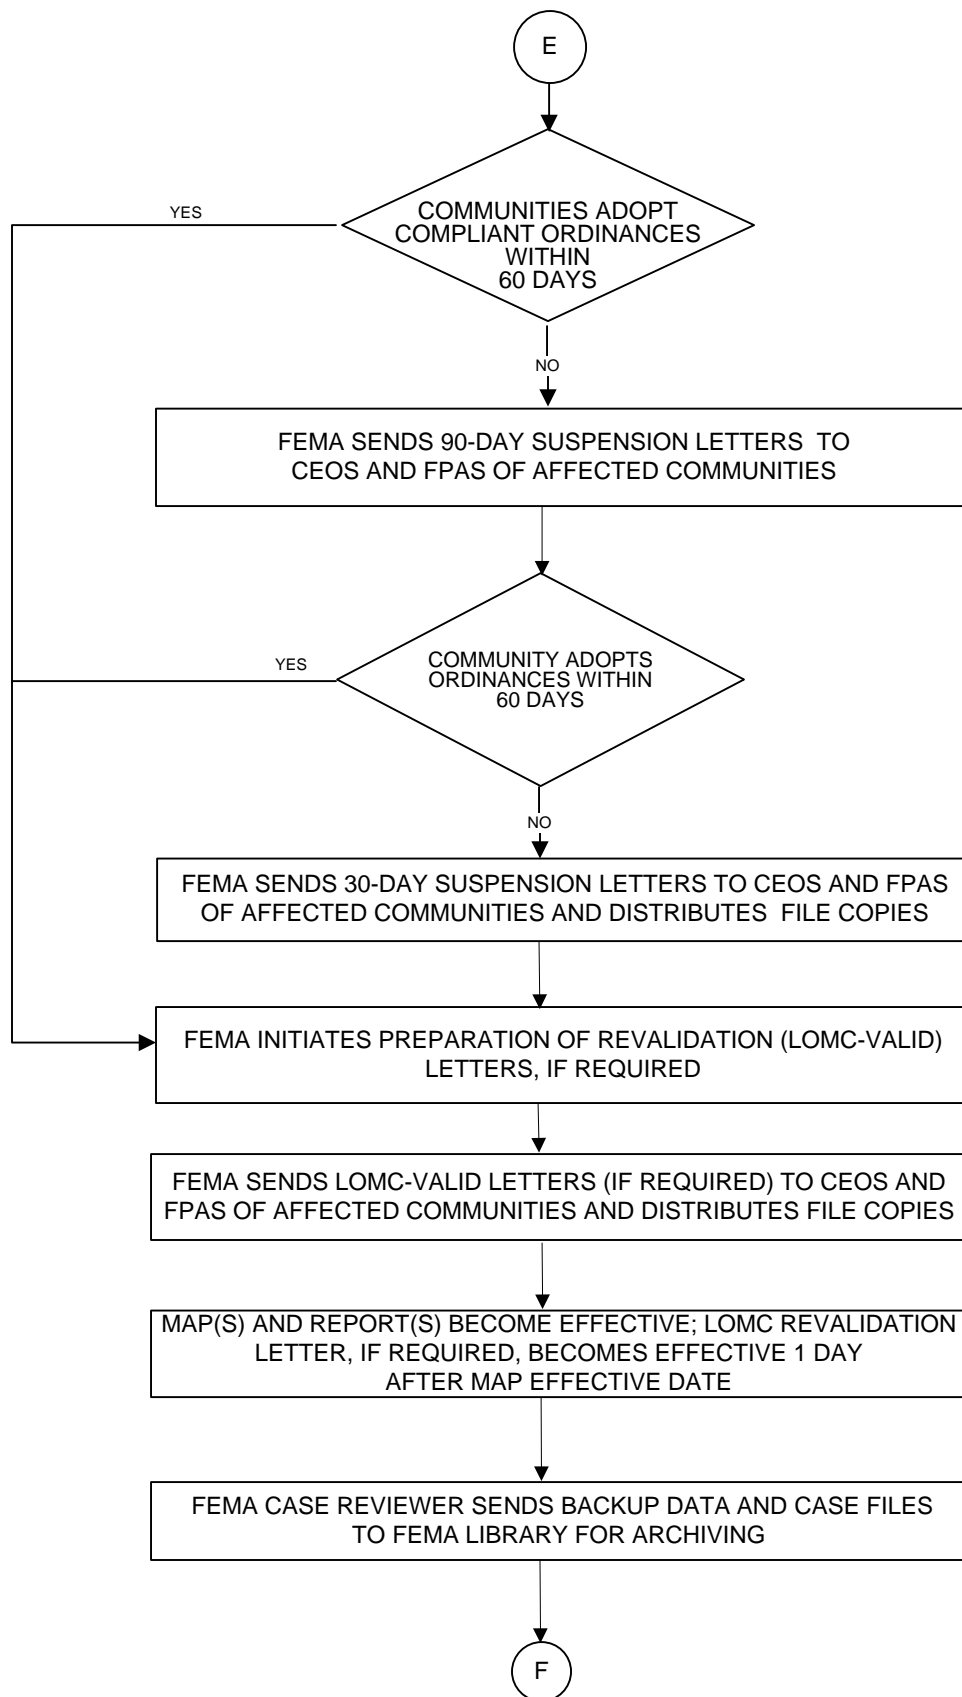 E
COMMUNITIES ADOPT
COMPLIANT ORDINANCES
WITHIN
60 DAYS
YES
NO
FEMA SENDS 90-DAY SUSPENSION LETTERS TO
CEOS AND FPAS OF AFFECTED COMMUNITIES
COMMUNITY ADOPTS
ORDINANCES WITHIN
60 DAYS
YES
NO
FEMA SENDS 30-DAY SUSPENSION LETTERS TO CEOS AND FPAS
OF AFFECTED COMMUNITIES AND DISTRIBUTES FILE COPIES
FEMA INITIATES PREPARATION OF REVALIDATION (LOMC-VALID)
LETTERS, IF REQUIRED
FEMA SENDS LOMC-VALID LETTERS (IF REQUIRED) TO CEOS AND
FPAS OF AFFECTED COMMUNITIES AND DISTRIBUTES FILE COPIES
MAP(S) AND REPORT(S) BECOME EFFECTIVE; LOMC REVALIDATION
LETTER, IF REQUIRED, BECOMES EFFECTIVE 1 DAY
AFTER MAP EFFECTIVE DATE
FEMA CASE REVIEWER SENDS BACKUP DATA AND CASE FILES
TO FEMA LIBRARY FOR ARCHIVING
F